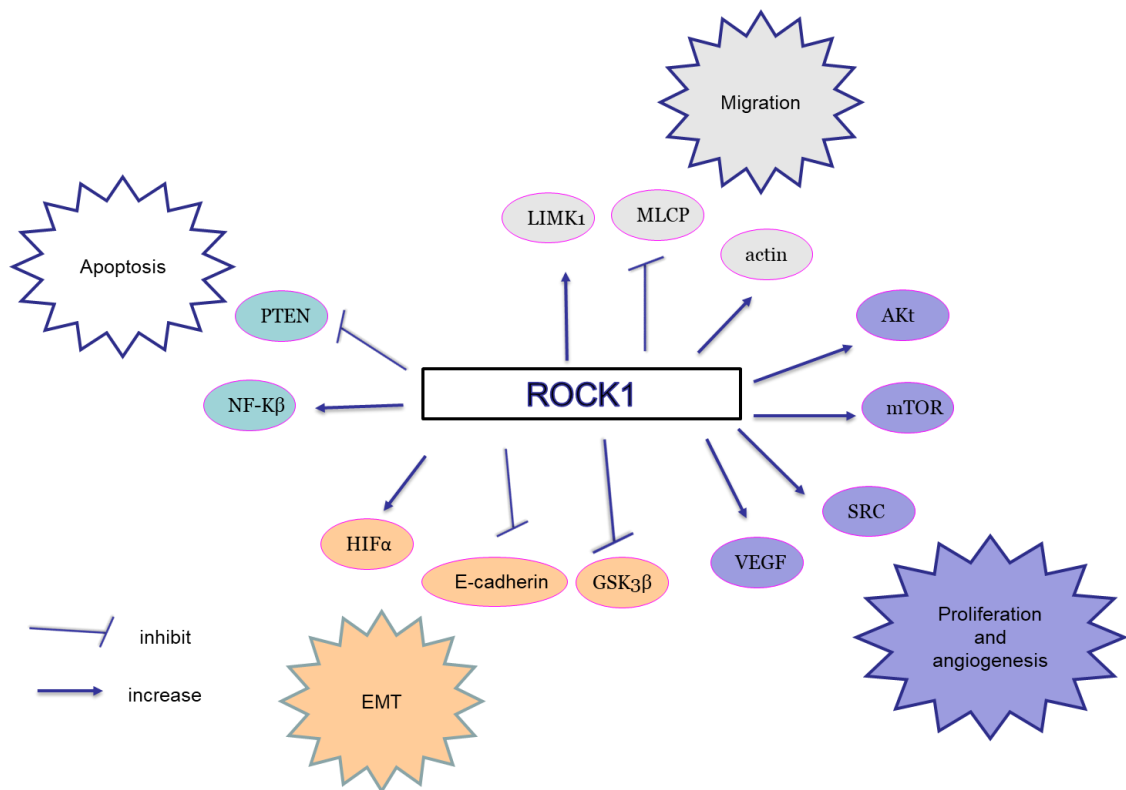 Migration
LIMK1
MLCP
actin
Apoptosis
PTEN
AKt
ROCK1
NF-Kβ
mTOR
SRC
HIFα
VEGF
E-cadherin
GSK3β
Proliferation
and
angiogenesis
inhibit
increase
EMT